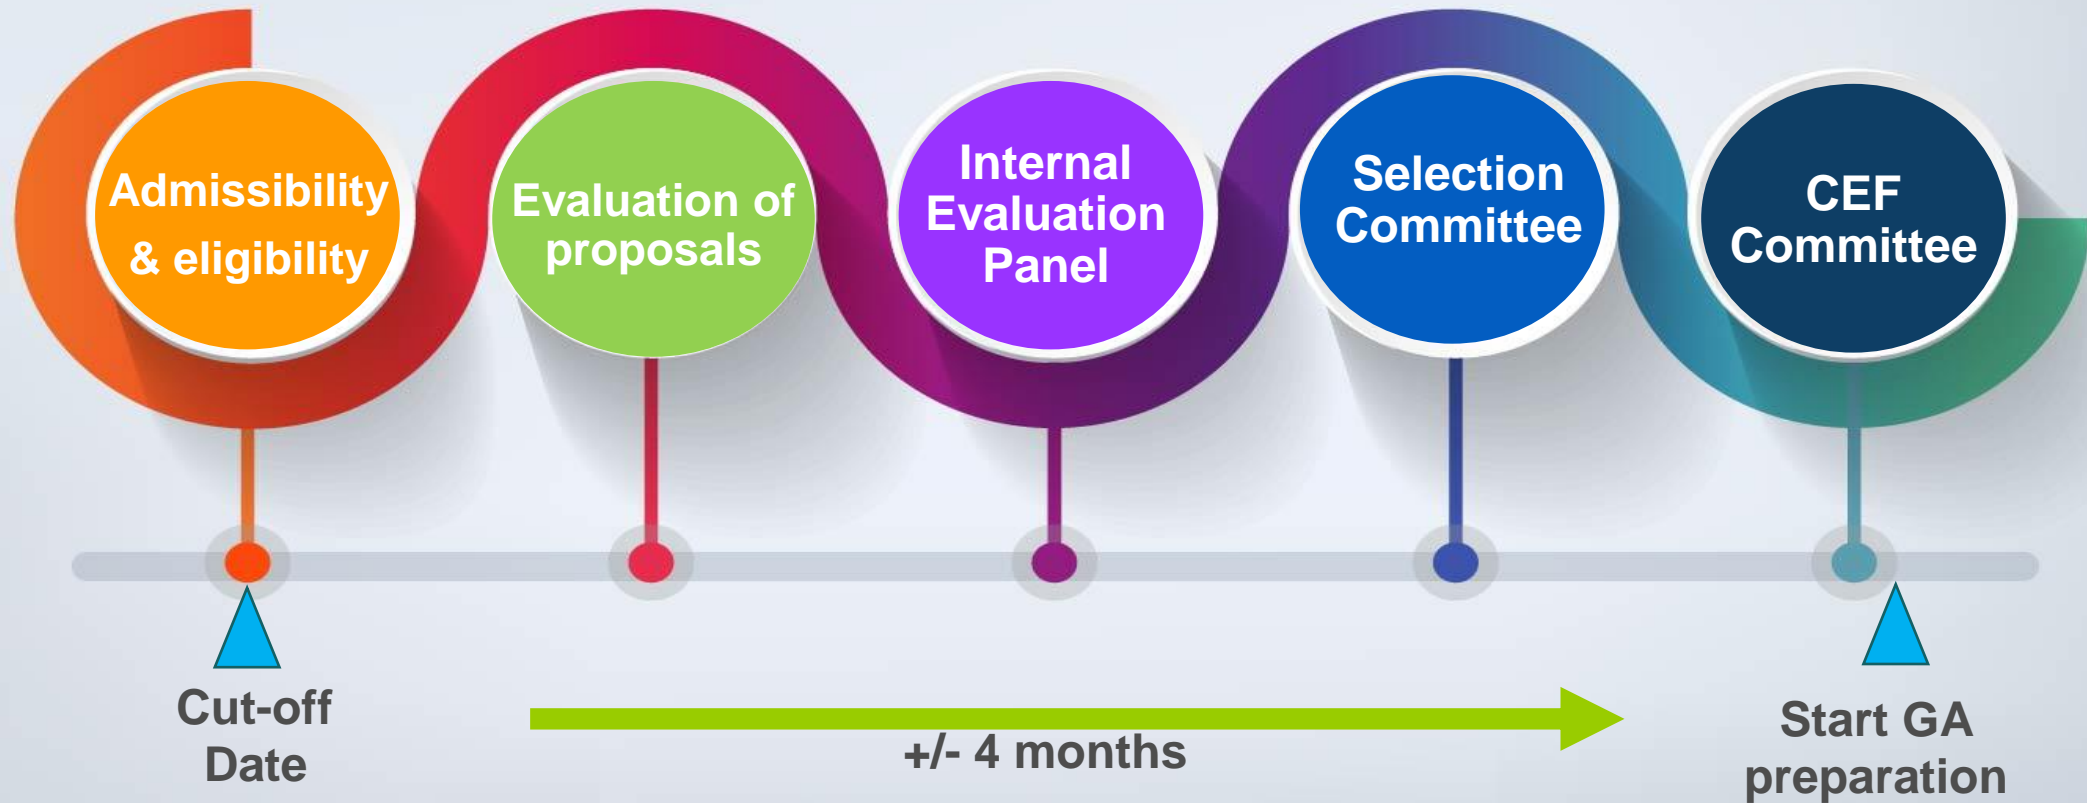 Admissibility
& eligibility
Evaluation of
proposals
Internal
Evaluation
Panel
Selection
Committee
CEF
Committee
Cut-off
Date
+/- 4 months
Start GA
preparation